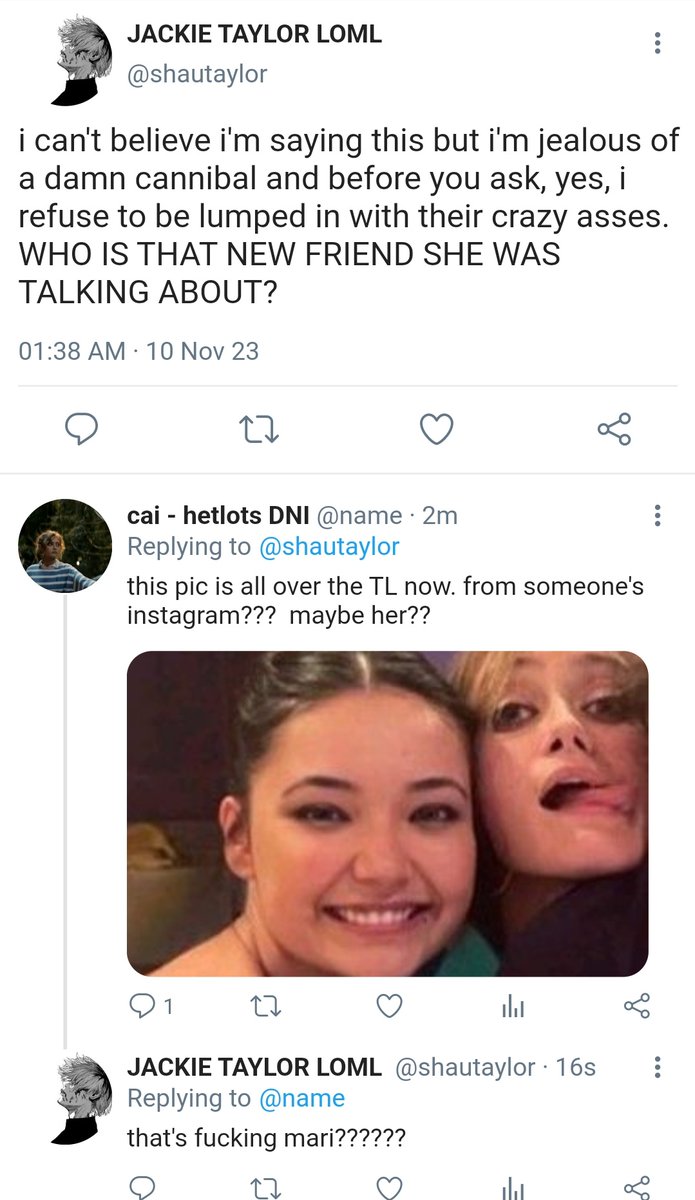 JACKIE TAYLOR LOML
@shautaylor
i can't believe i'm saying this but i'm jealous of
a damn cannibal and before you ask, yes, i
refuse to be lumped in with their crazy asses.
WHO IS THAT NEW FRIEND SHE WAS
TALKING ABOUT?
01:38 AM · 10 Nov 23
cai - hetlots DNI @name · 2m
Replying to @shautaylor
this pic is all over the TL now. from someone's
instagram??? maybe her??
1
JACKIE TAYLOR LOML @shautaylor · 16s
Replying to @name
that's fucking mari??????